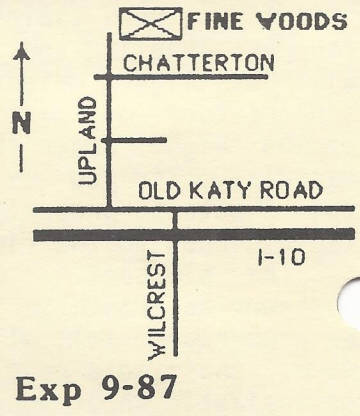 FINE WOODS
CHATTERTON
N
UPLAND
OLD KATY ROAD
I-10
WILCREST
Exp 9-87